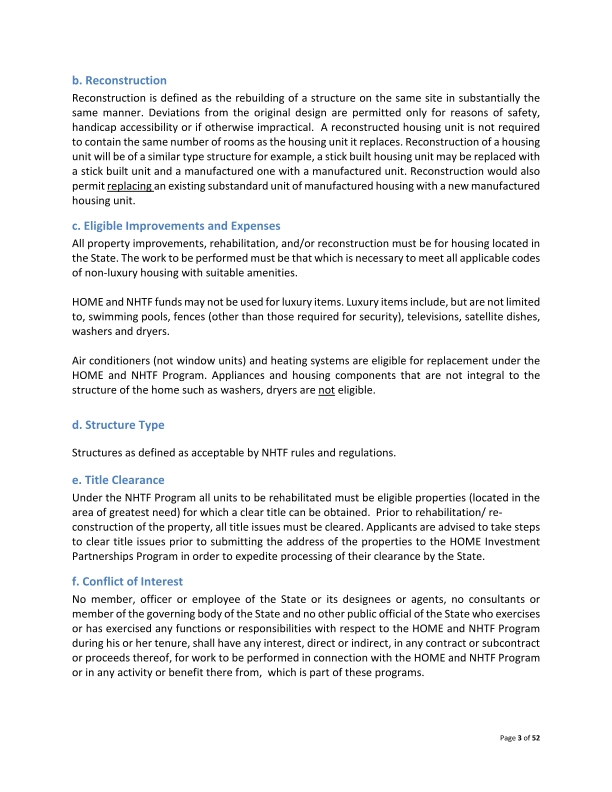 b. Reconstruction
Reconstruction is defined as the rebuilding of a structure on the same site in substantially the
same manner. Deviations from the original design are permitted only for reasons of safety,
handicap accessibility or if otherwise impractical.  A reconstructed housing unit is not required
to contain the same number of rooms as the housing unit it replaces. Reconstruction of a housing
unit will be of a similar type structure for example, a stick built housing unit may be replaced with
a stick built unit and a manufactured one with a manufactured unit. Reconstruction would also
permit replacing an existing substandard unit of manufactured housing with a new manufactured
housing unit.
c. Eligible Improvements and Expenses
All property improvements, rehabilitation, and/or reconstruction must be for housing located in
the State. The work to be performed must be that which is necessary to meet all applicable codes
of non-luxury housing with suitable amenities.
HOME and NHTF funds may not be used for luxury items. Luxury items include, but are not limited
to, swimming pools, fences (other than those required for security), televisions, satellite dishes,
washers and dryers.
Air conditioners (not window units) and heating systems are eligible for replacement under the
HOME and NHTF Program. Appliances and housing components that are not integral to the
structure of the home such as washers, dryers are not eligible.
d. Structure Type
Structures as defined as acceptable by NHTF rules and regulations.
e. Title Clearance
Under the NHTF Program all units to be rehabilitated must be eligible properties (located in the
area of greatest need) for which a clear title can be obtained.  Prior to rehabilitation/ re-
construction of the property, all title issues must be cleared. Applicants are advised to take steps
to clear title issues prior to submitting the address of the properties to the HOME Investment
Partnerships Program in order to expedite processing of their clearance by the State.
f. Conflict of Interest
No member, officer or employee of the State or its designees or agents, no consultants or
member of the governing body of the State and no other public official of the State who exercises
or has exercised any functions or responsibilities with respect to the HOME and NHTF Program
during his or her tenure, shall have any interest, direct or indirect, in any contract or subcontract
or proceeds thereof, for work to be performed in connection with the HOME and NHTF Program
or in any activity or benefit there from,  which is part of these programs.
Page 3 of 52